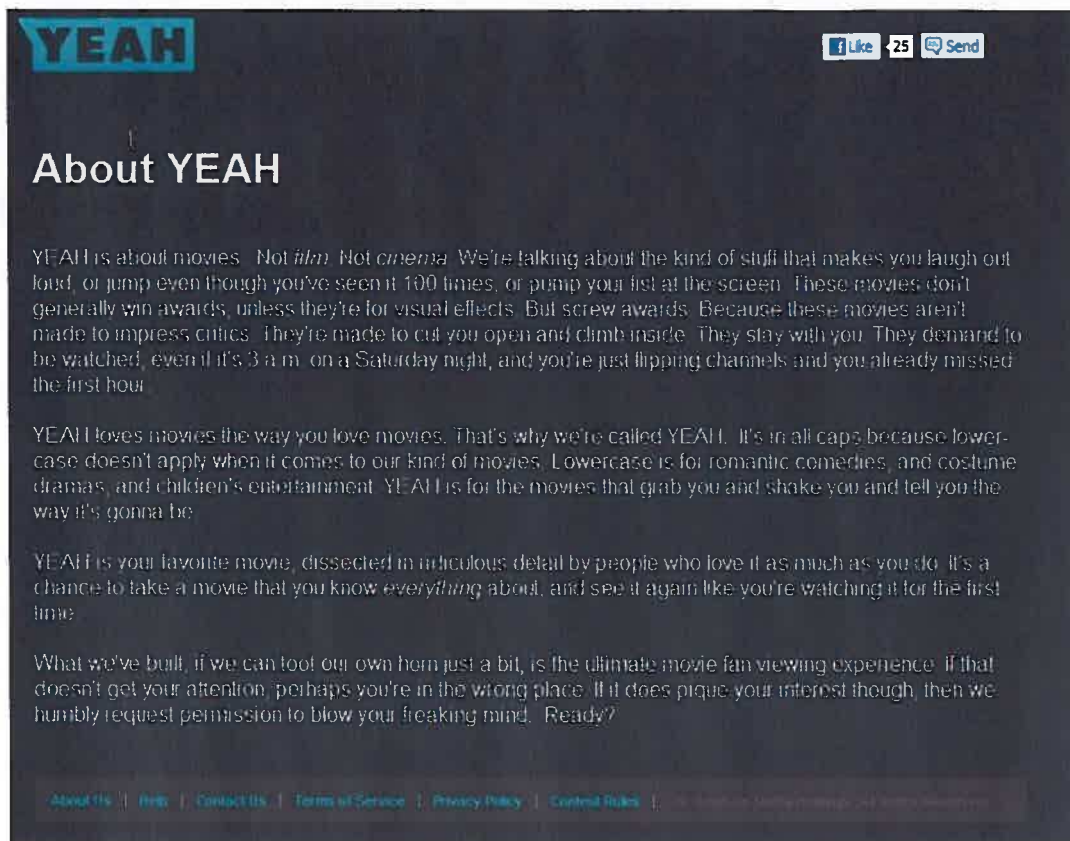 YEAH
Like 25 Send
About YEAH
YEAH is about movies. Not film. Not cinema. We're talking about the kind of stuff that makes you laugh out
loud, or jump even though you've seen it 100 times, or pump your fist at the screen. These movies don't
generally win awards, unless they're for visual effects. But screw awards. Because these movies aren't
made to impress critics. They're made to cut you open and climb inside. They stay with you. They demand to
be watched, even if it's 3 a.m. on a Saturday night, and you're just flipping channels and you already missed
the first hour.
YEAH loves movies the way you love movies. That's why we're called YEAH. It's in all caps because lower-
case doesn't apply when it comes to our kind of movies. Lowercase is for romantic comedies, and costume
dramas, and children's entertainment. YEAH is for the movies that grab you and shake you and tell you the
way it's gonna be.
YEAH is your favorite movie, dissected in ridiculous detail by people who love it as much as you do. It's a
chance to take a movie that you know everything about, and see it again like you're watching it for the first
time.
What we've built, if we can toot our own horn just a bit, is the ultimate movie fan viewing experience. If that
doesn't get your attention, perhaps you're in the wrong place. If it does pique your interest though, then we
humbly request permission to blow your freaking mind. Ready?
About Us | Help | Contact Us | Terms of Service | Privacy Policy | Contest Rules |